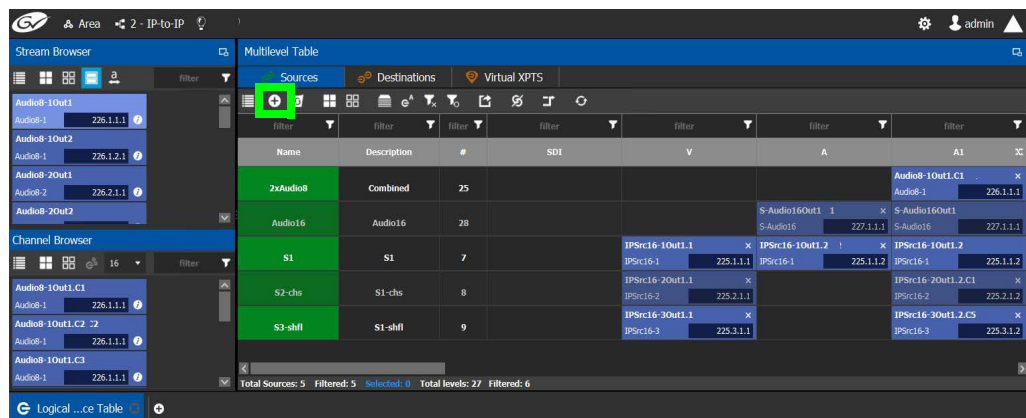 GV Area 2 - IP-to-IP admin
Stream Browser
filter
Audio8-1Out1
Audio8-1 226.1.1.1
Audio8-1Out2
Audio8-1 226.1.2.1
Audio8-2Out1
Audio8-2 226.2.1.1
Audio8-2Out2
Channel Browser
16 filter
Audio8-1Out1.C1
Audio8-1 226.1.1.1
Audio8-1Out1.C2
Audio8-1 226.1.1.1
Audio8-1Out1.C3
Audio8-1 226.1.1.1
Multilevel Table
Sources Destinations Virtual XPTS
filter filter filter filter filter filter filter
Name Description # SDI V A A1
2xAudio8 Combined 25 Audio8-1Out1.C1 x
Audio8-1 226.1.1.1
Audio16 Audio16 28 S-Audio16Out1 1 x S-Audio16Out1
S-Audio16 227.1.1.1 S-Audio16 227.1.1.1
S1 S1 7 IPSrc16-1Out1.1 x IPSrc16-1Out1.2 x IPSrc16-1Out1.2
IPSrc16-1 225.1.1.1 IPSrc16-1 225.1.1.2 IPSrc16-1 225.1.1.2
S2-chs S1-chs 8 IPSrc16-2Out1.1 x IPSrc16-2Out1.2.C1 x
IPSrc16-2 225.2.1.1 IPSrc16-2 225.2.1.2
S3-shfl S1-shfl 9 IPSrc16-3Out1.1 x IPSrc16-3Out1.2.C5 x
IPSrc16-3 225.3.1.1 IPSrc16-3 225.3.1.2
Total Sources: 5 Filtered: 5 Selected: 0 Total levels: 27 Filtered: 6
Logical ...ce Table